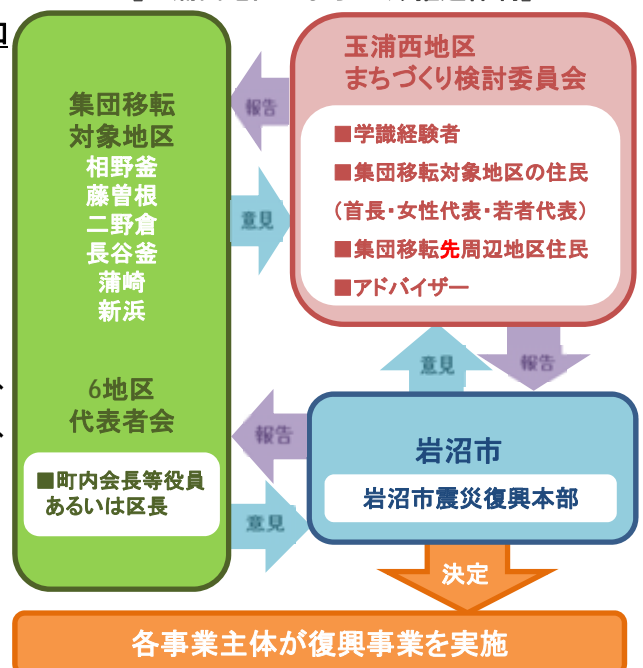 集団移転
対象地区
相野釜
藤曽根
二野倉
長谷釜
蒲崎
新浜
6地区
代表者会
■町内会長等役員
あるいは区長
報告
意見
玉浦西地区
まちづくり検討委員会
■学識経験者
■集団移転対象地区の住民
(首長・女性代表・若者代表)
■集団移転先周辺地区住民
■アドバイザー
意見
報告
報告
意見
岩沼市
岩沼市震災復興本部
決定
各事業主体が復興事業を実施